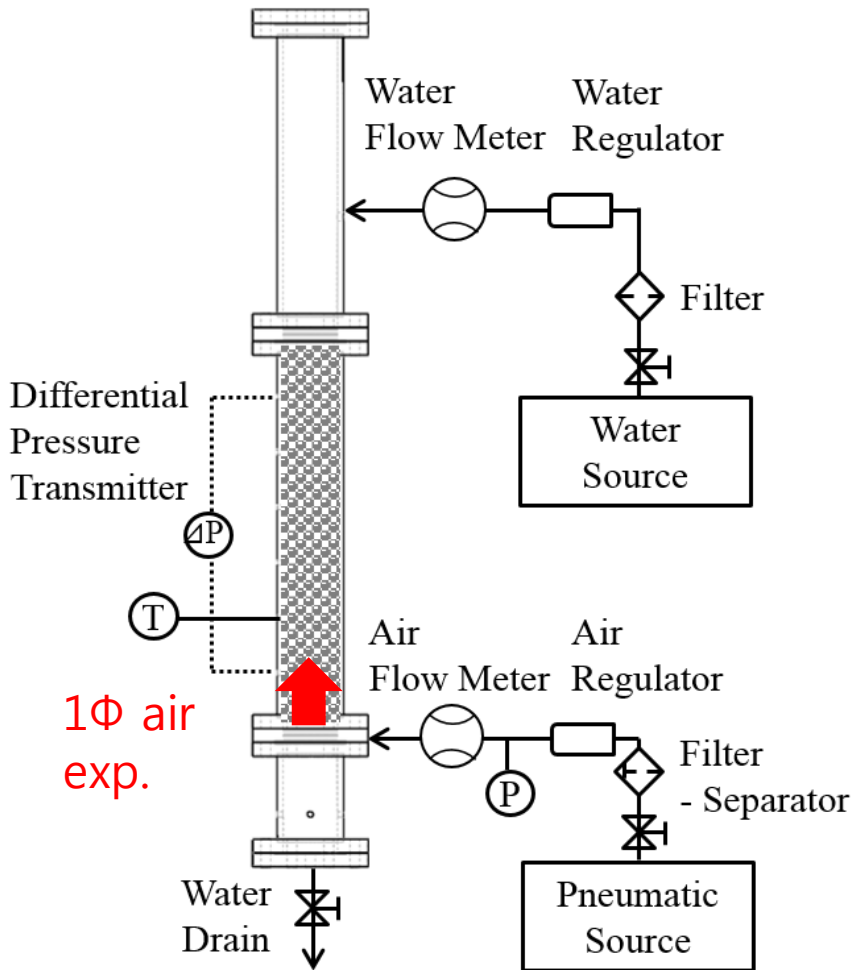 Water
Flow Meter
Water
Regulator
Filter
Differential
Pressure
Transmitter
Water
Source
⊿P
T
Air
Flow Meter
Air
Regulator
1Φ air
exp.
P
Filter
- Separator
Water
Drain
Pneumatic
Source